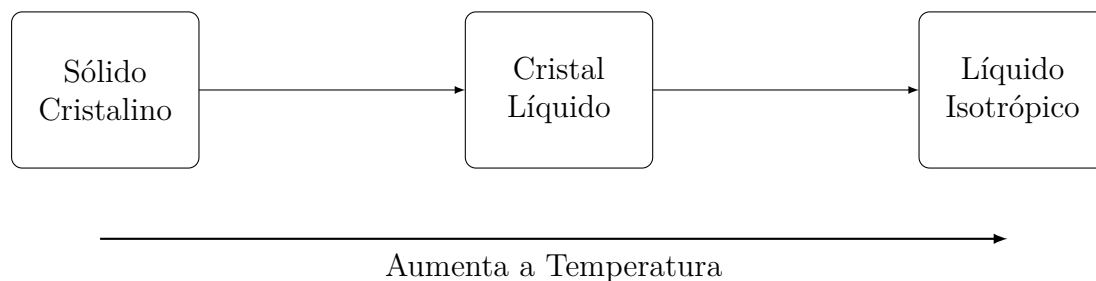 Sólido
Cristalino
Cristal
Líquido
Líquido
Isotrópico
Aumenta a Temperatura